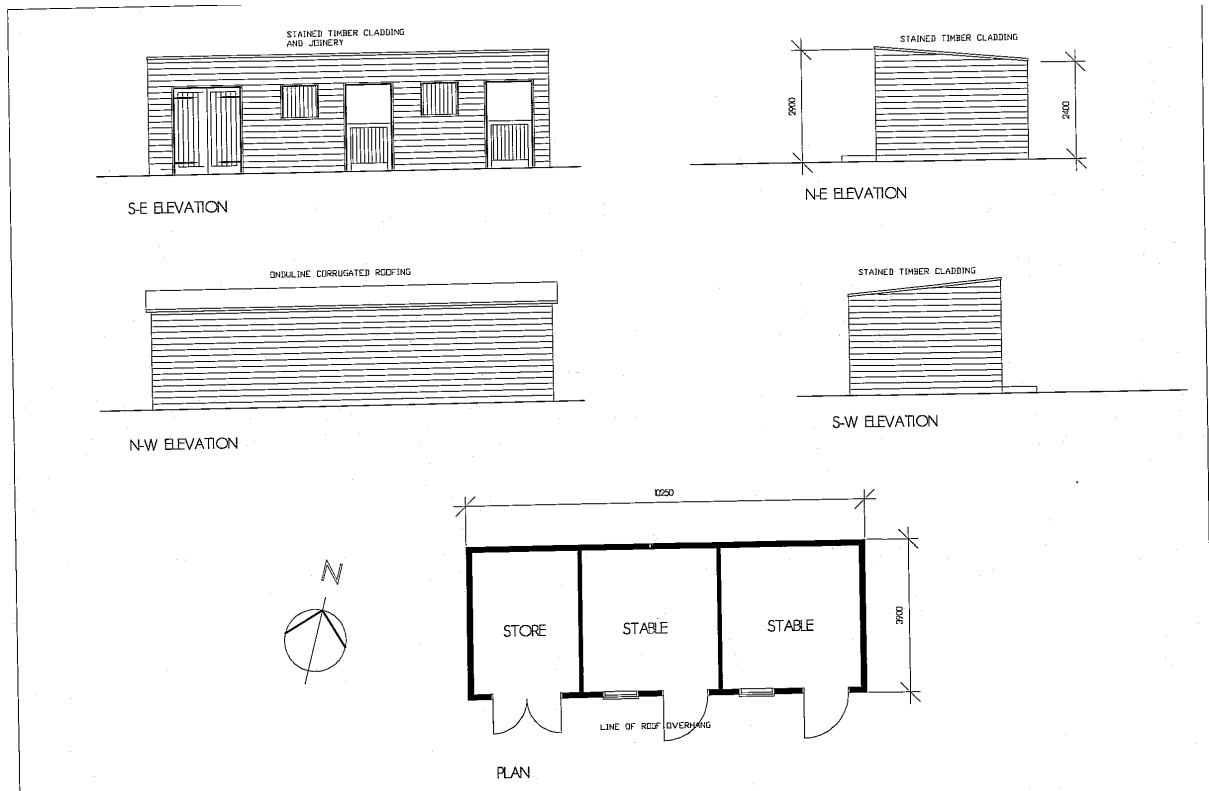 STAINED TIMBER CLADDING
AND JOINERY
S-E ELEVATION
STAINED TIMBER CLADDING
2900
2400
N-E ELEVATION
ONDULINE CORRUGATED ROOFING
N-W ELEVATION
STAINED TIMBER CLADDING
S-W ELEVATION
10250
3900
N
STORE
STABLE
STABLE
LINE OF ROOF OVERHANG
PLAN